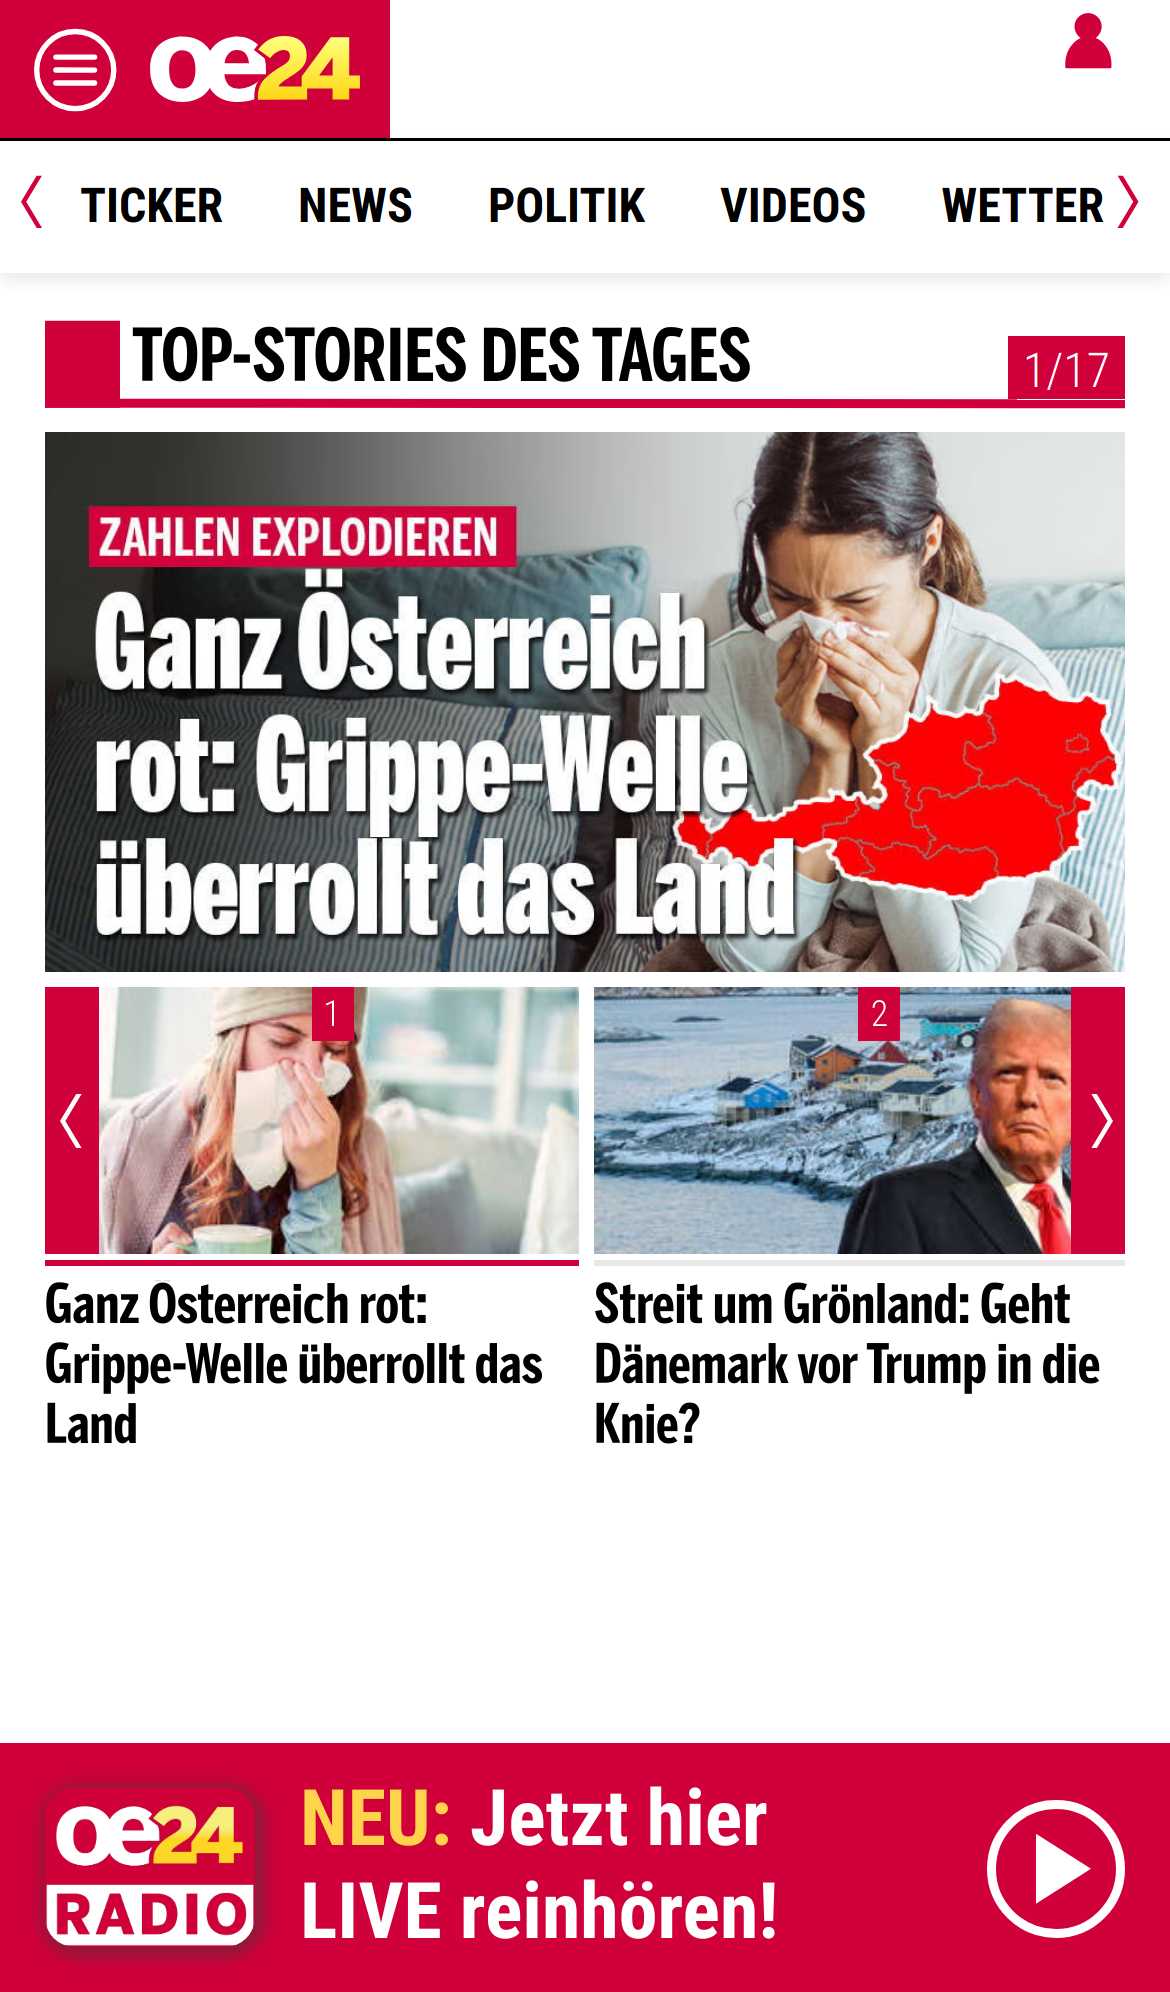 oe24
TICKER NEWS POLITIK VIDEOS WETTER
TOP-STORIES DES TAGES
1/17
ZAHLEN EXPLODIEREN
Ganz Österreich
rot: Grippe-Welle
überrollt das Land
1
2
Ganz Österreich rot:
Grippe-Welle überrollt das
Land
Streit um Grönland: Geht
Dänemark vor Trump in die
Knie?
oe24
RADIO
NEU: Jetzt hier
LIVE reinhören!